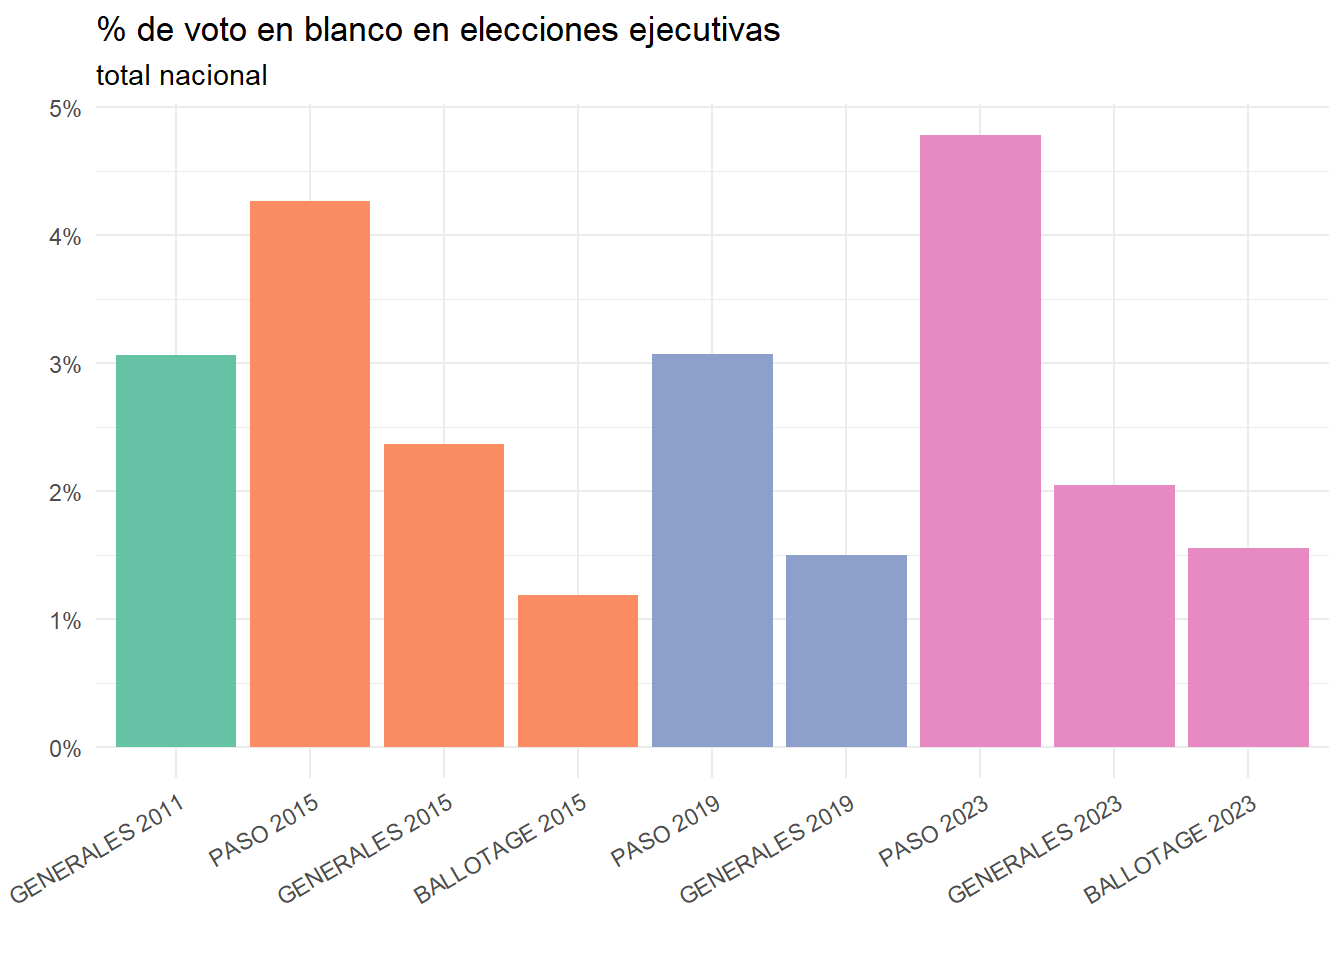 % de voto en blanco en elecciones ejecutivas
total nacional
5%
4%
3%
2%
1%
0%
GENERALES 2011
PASO 2015
GENERALES 2015
BALLOTAGE 2015
PASO 2019
GENERALES 2019
PASO 2023
GENERALES 2023
BALLOTAGE 2023